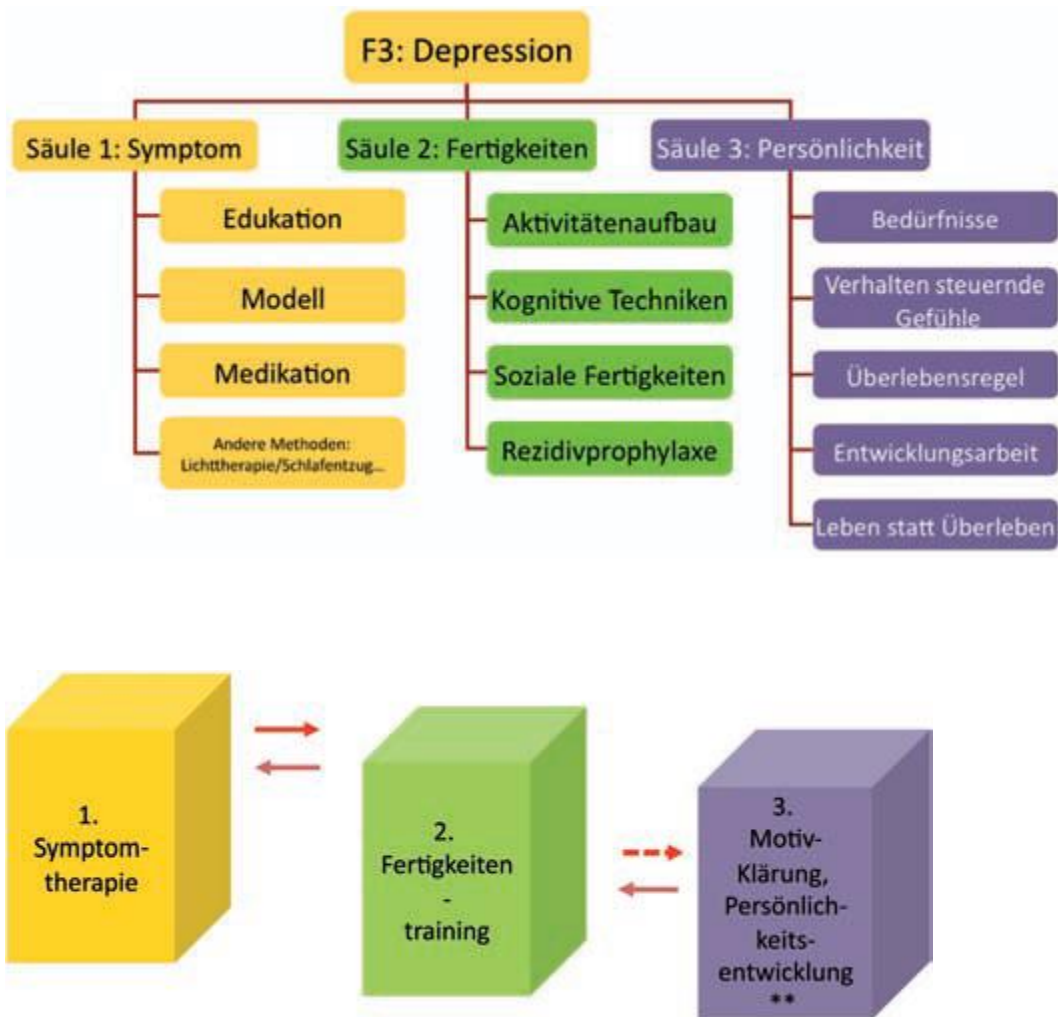 F3: Depression
Säule 1: Symptom
Säule 2: Fertigkeiten
Säule 3: Persönlichkeit
Edukation
Modell
Medikation
Andere Methoden:
Lichttherapie/Schlafentzug...
Aktivitätenaufbau
Kognitive Techniken
Soziale Fertigkeiten
Rezidivprophylaxe
Bedürfnisse
Verhalten steuernde
Gefühle
Überlebensregel
Entwicklungsarbeit
Leben statt Überleben
1.
Symptom-
therapie
2.
Fertigkeiten
-
training
3.
Motiv-
Klärung,
Persönlich-
keits-
entwicklung
**